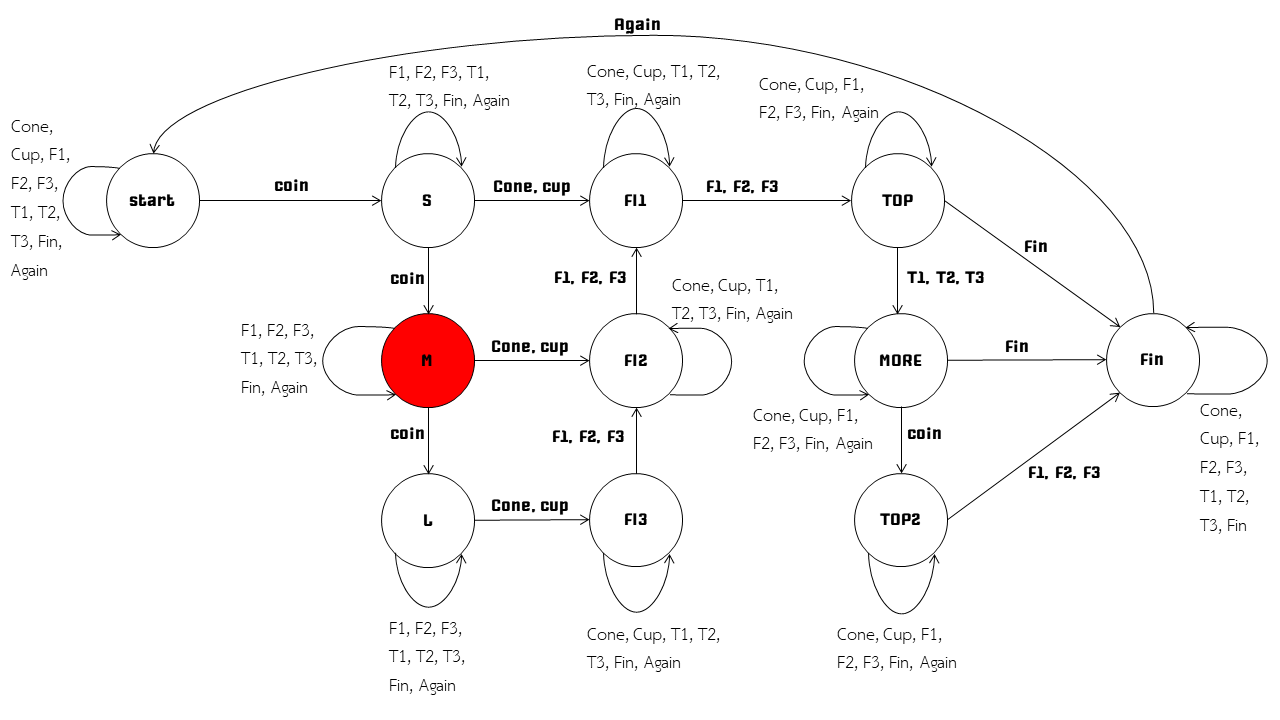 Again
F1, F2, F3, T1,
T2, T3, Fin, Again
Cone, Cup, T1, T2,
T3, Fin, Again
Cone, Cup, F1,
F2, F3, Fin, Again
Cone,
Cup, F1,
F2, F3,
T1, T2,
T3, Fin,
Again
start
coin
S
Cone, cup
Fl1
F1, F2, F3
TOP
Fin
coin
F1, F2, F3
T1, T2, T3
Cone, Cup, T1,
T2, T3, Fin, Again
F1, F2, F3,
T1, T2, T3,
Fin, Again
M
Cone, cup
Fl2
MORE
Fin
Fin
Cone, Cup, F1,
F2, F3, Fin, Again
coin
F1, F2, F3
coin
Cone,
Cup, F1,
F2, F3,
T1, T2,
T3, Fin
F1, F2, F3
L
Cone, cup
Fl3
TOP2
F1, F2, F3,
T1, T2, T3,
Fin, Again
Cone, Cup, T1, T2,
T3, Fin, Again
Cone, Cup, F1,
F2, F3, Fin, Again